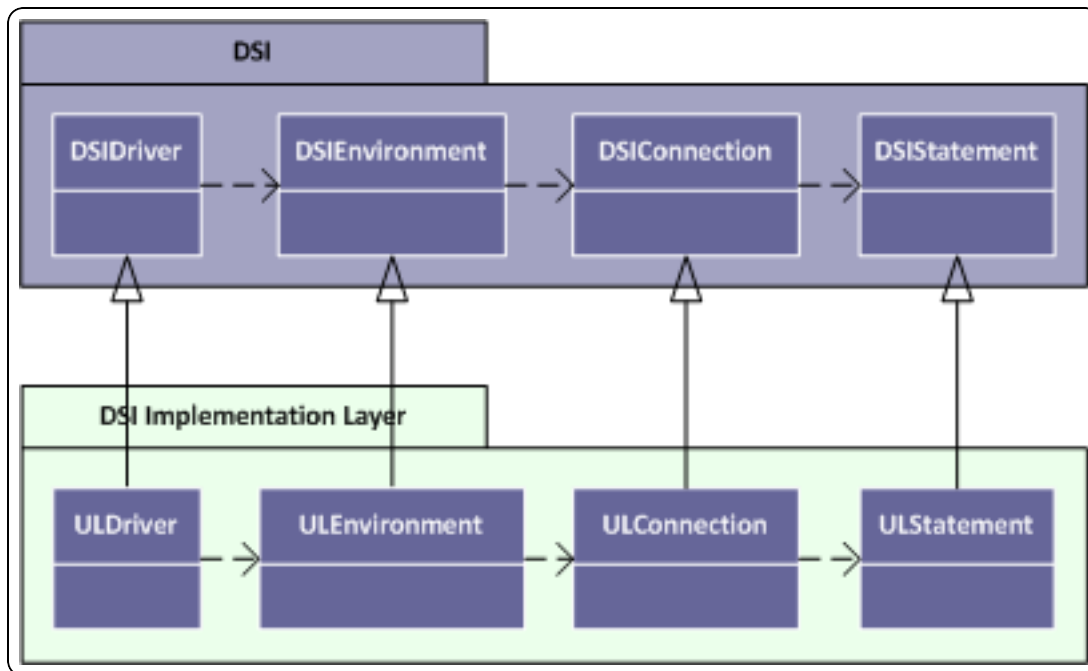 DSI
DSIDriver
DSIEnvironment
DSIConnection
DSIStatement
DSI Implementation Layer
ULDriver
ULEnvironment
ULConnection
ULStatement